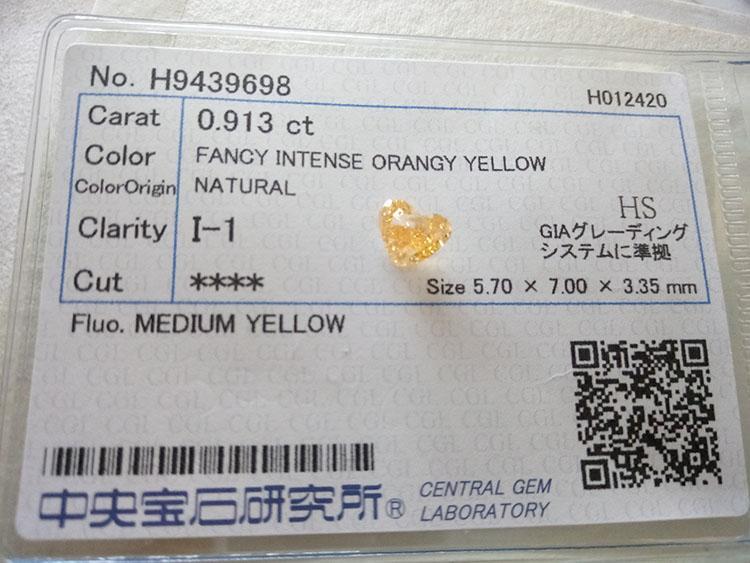 No. H9439698
H012420
Carat 0.913 ct
Color FANCY INTENSE ORANGY YELLOW
ColorOrigin NATURAL
Clarity I-1
HS
GIAグレーディング
システムに準拠
Cut ****
Size 5.70 × 7.00 × 3.35 mm
Fluo. MEDIUM YELLOW
中央宝石研究所® CENTRAL GEM
LABORATORY